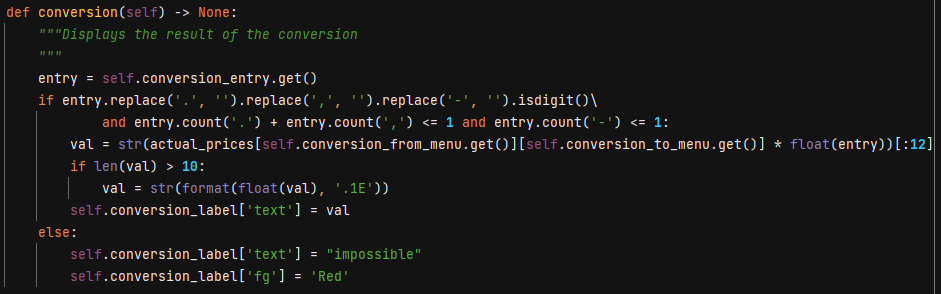 def conversion(self) -> None:
    """Displays the result of the conversion
    """
    entry = self.conversion_entry.get()
    if entry.replace('.', '').replace(',', '').replace('-', '').isdigit()\
            and entry.count('.') + entry.count(',') <= 1 and entry.count('-') <= 1:
        val = str(actual_prices[self.conversion_from_menu.get()][self.conversion_to_menu.get()] * float(entry))[:12]
        if len(val) > 10:
            val = str(format(float(val), '.1E'))
        self.conversion_label['text'] = val
    else:
        self.conversion_label['text'] = "impossible"
        self.conversion_label['fg'] = 'Red'